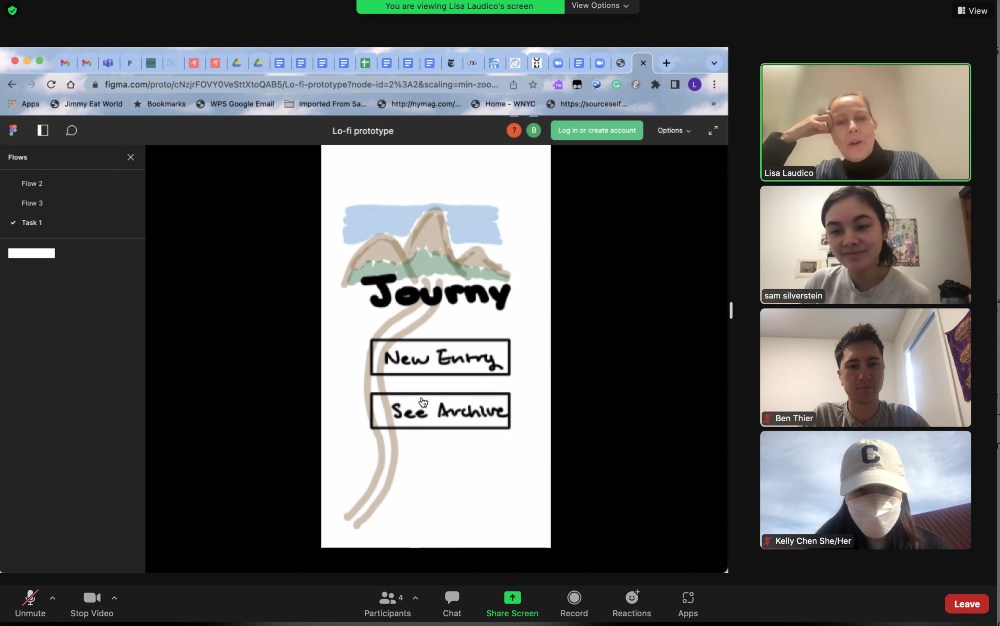 You are viewing Lisa Laudico's screen
View Options
View
figma.com/proto/cNzjrFOVY0VeSttXtoQAB5/Lo-fi-prototype?node-id=2%3A2&scaling=min-zoo...
L
Apps
Jimmy Eat World
Bookmarks
WPS Google Email
Imported From Sa...
http://nymag.com/...
Home - WNYC
https://sourceself...
»
Lo-fi prototype
?
B
Log in or create account
Options
Flows
Flow 2
Flow 3
Task 1
Journy
New Entry
See Archive
Lisa Laudico
sam silverstein
Ben Thier
C
Kelly Chen She/Her
Unmute
Stop Video
4
Participants
Chat
Share Screen
Record
Reactions
Apps
Leave